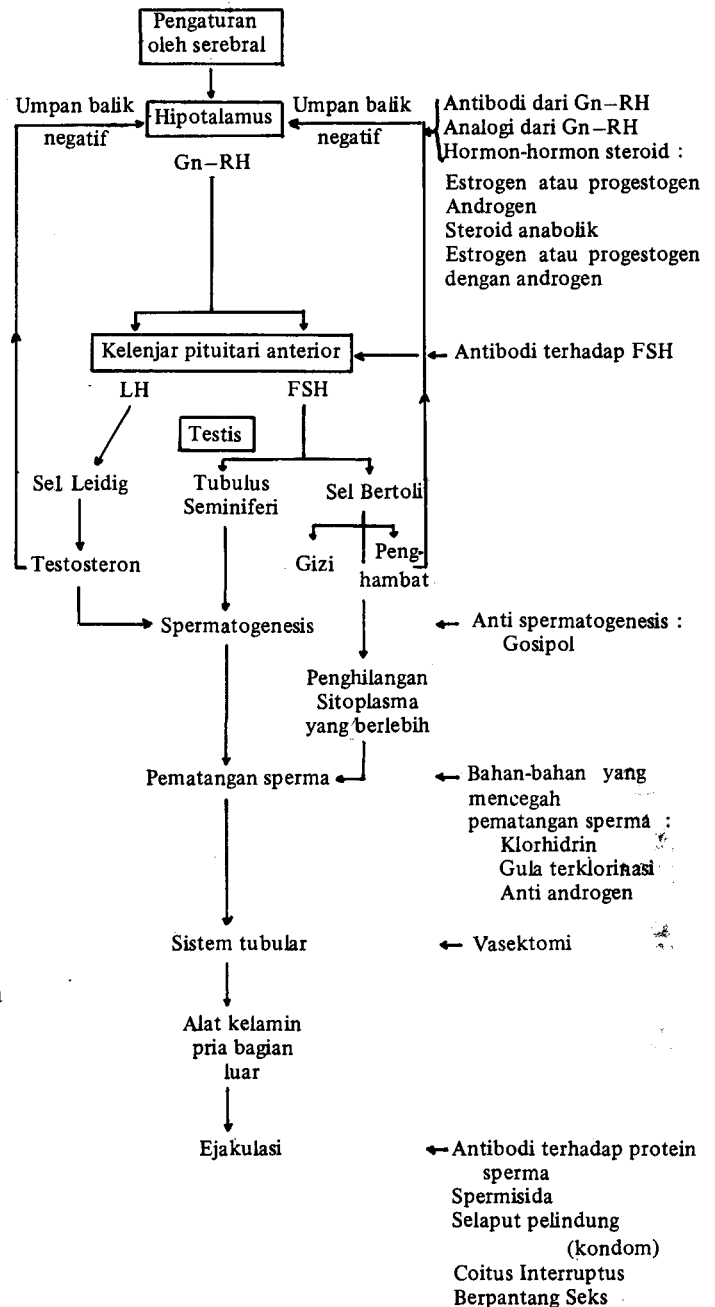 Pengaturan
oleh serebral
Umpan balik
negatif
Hipotalamus
Umpan balik
negatif
Antibodi dari Gn–RH
Analogi dari Gn–RH
Hormon-hormon steroid :
Estrogen atau progestogen
Androgen
Steroid anabolik
Estrogen atau progestogen
dengan androgen
Gn–RH
Kelenjar pituitari anterior
Antibodi terhadap FSH
LH
FSH
Testis
Sel Leidig
Tubulus
Seminiferi
Sel Bertoli
Testosteron
Gizi
Peng-
hambat
Spermatogenesis
Anti spermatogenesis :
Gosipol
Penghilangan
Sitoplasma
yang berlebih
Pematangan sperma
Bahan-bahan yang
mencegah
pematangan sperma :
Klorhidrin
Gula terklorinasi
Anti androgen
Sistem tubular
Vasektomi
Alat kelamin
pria bagian
luar
Ejakulasi
Antibodi terhadap protein
sperma
Spermisida
Selaput pelindung
(kondom)
Coitus Interruptus
Berpantang Seks